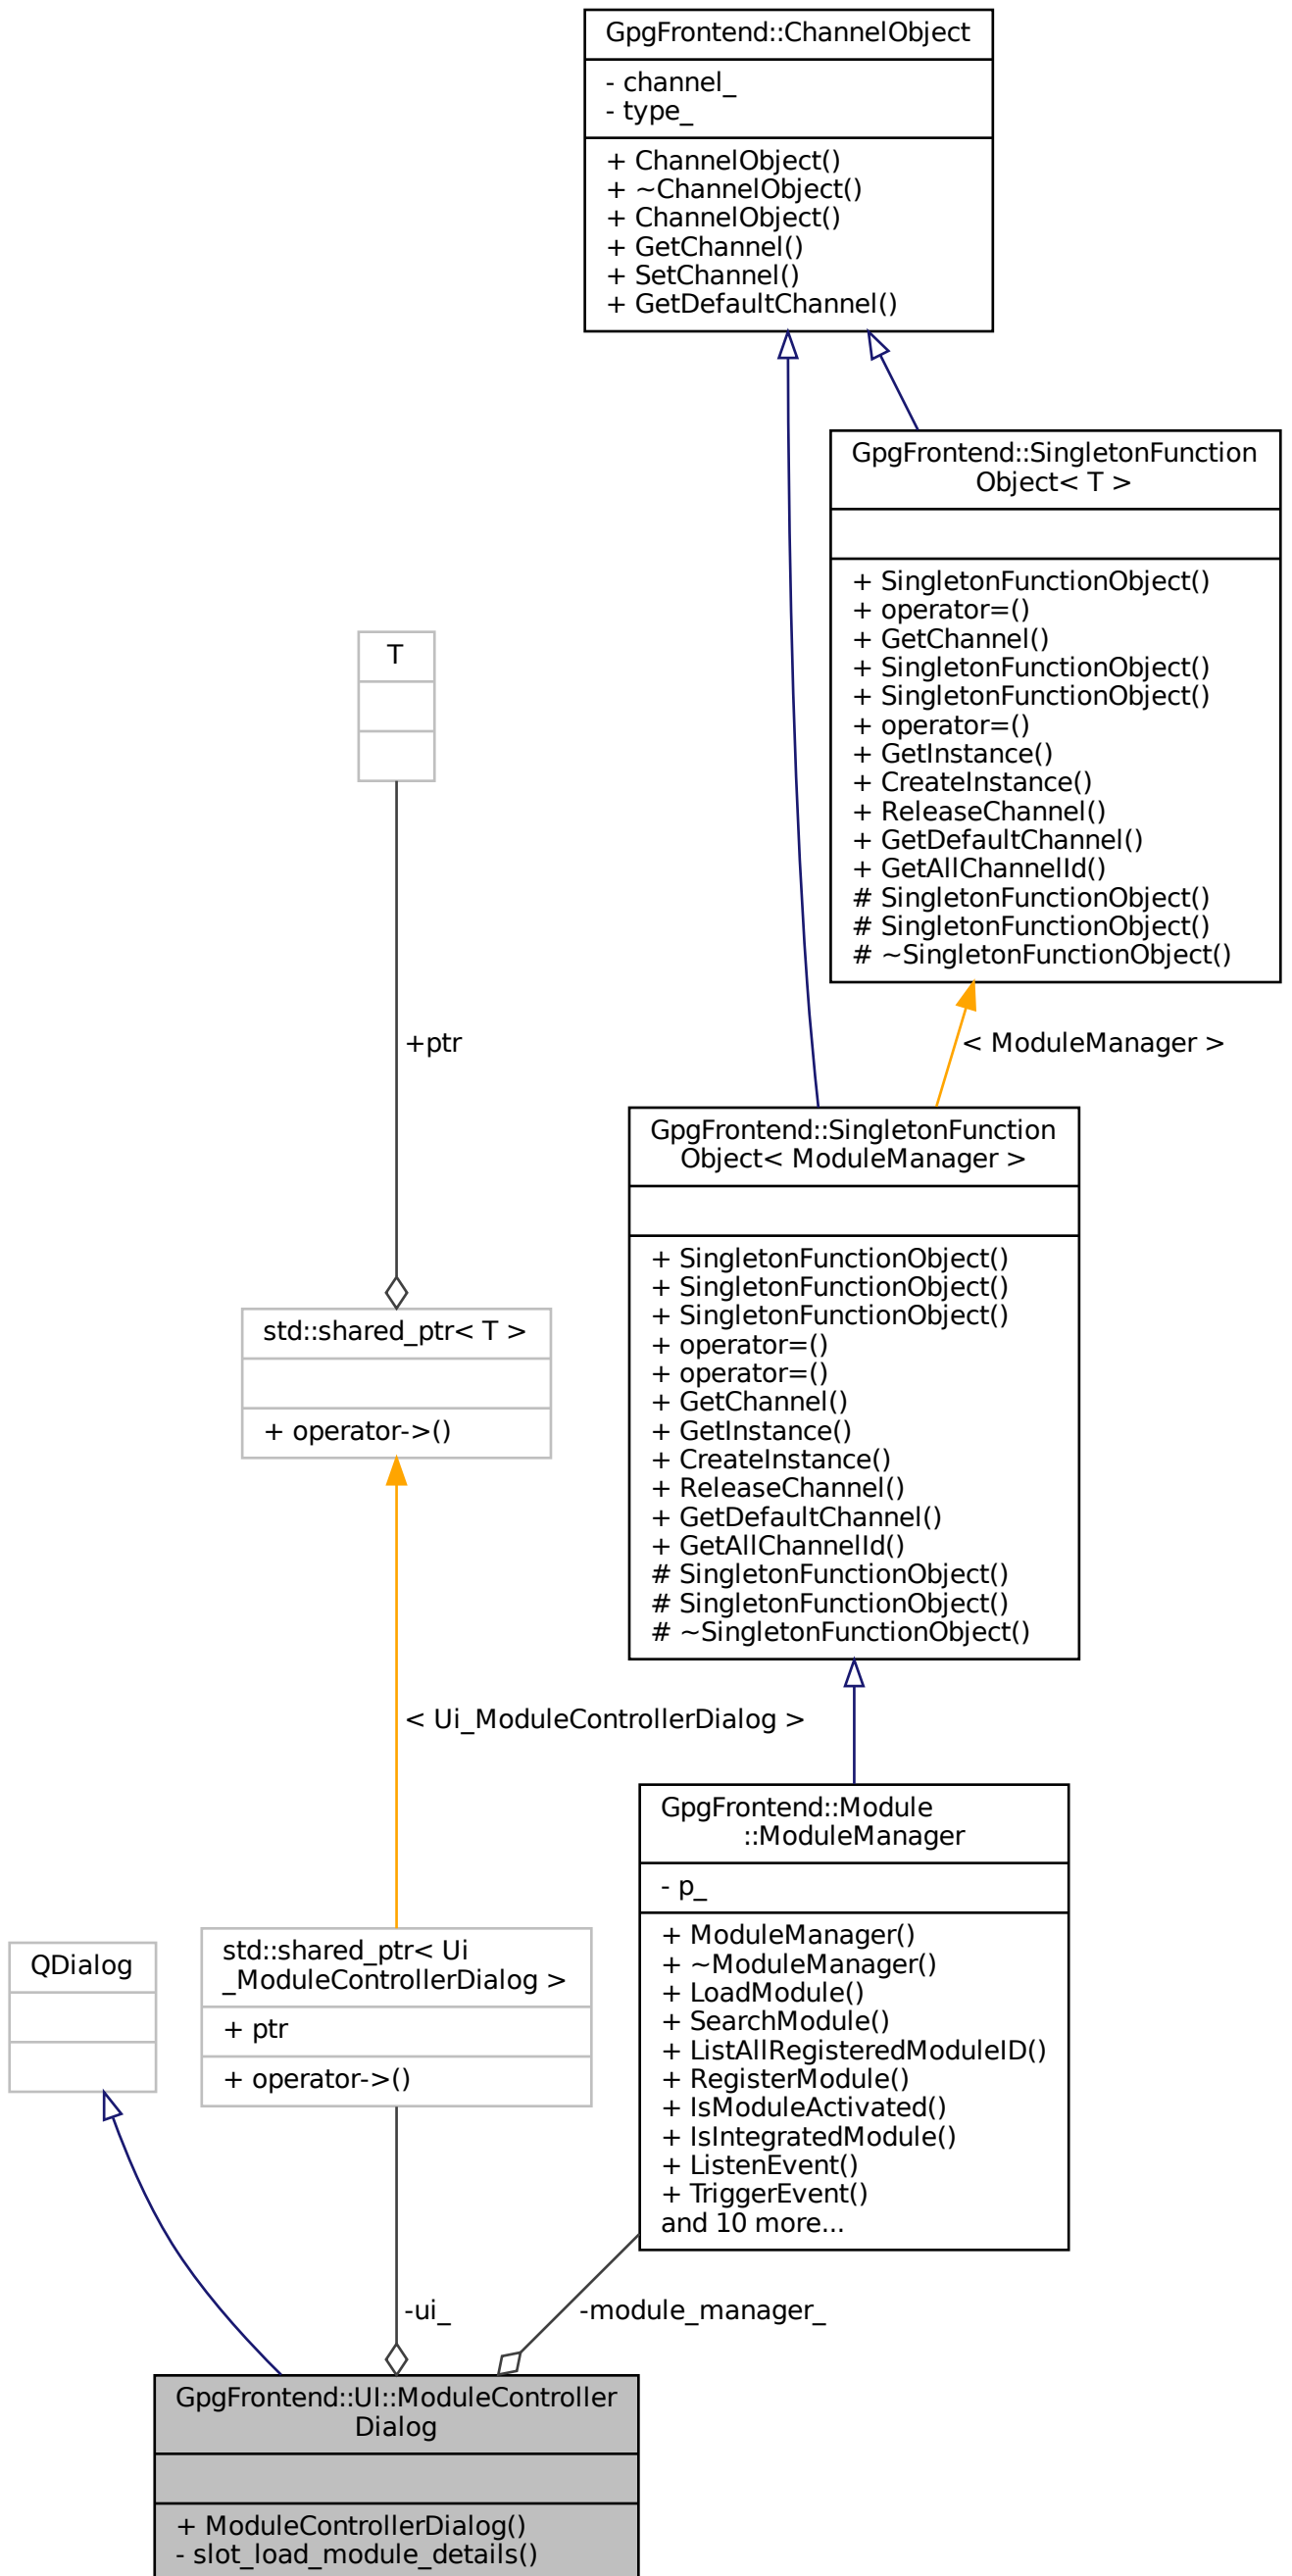 GpgFrontend::ChannelObject
- channel_
- type_
+ ChannelObject()
+ ~ChannelObject()
+ ChannelObject()
+ GetChannel()
+ SetChannel()
+ GetDefaultChannel()
GpgFrontend::SingletonFunction
Object< T >
+ SingletonFunctionObject()
+ operator=()
+ GetChannel()
+ SingletonFunctionObject()
+ SingletonFunctionObject()
+ operator=()
+ GetInstance()
+ CreateInstance()
+ ReleaseChannel()
+ GetDefaultChannel()
+ GetAllChannelId()
# SingletonFunctionObject()
# SingletonFunctionObject()
# ~SingletonFunctionObject()
T
+ptr
< ModuleManager >
GpgFrontend::SingletonFunction
Object< ModuleManager >
+ SingletonFunctionObject()
+ SingletonFunctionObject()
+ SingletonFunctionObject()
+ operator=()
+ operator=()
+ GetChannel()
+ GetInstance()
+ CreateInstance()
+ ReleaseChannel()
+ GetDefaultChannel()
+ GetAllChannelId()
# SingletonFunctionObject()
# SingletonFunctionObject()
# ~SingletonFunctionObject()
std::shared_ptr< T >
+ operator->()
< Ui_ModuleControllerDialog >
GpgFrontend::Module
::ModuleManager
- p_
+ ModuleManager()
+ ~ModuleManager()
+ LoadModule()
+ SearchModule()
+ ListAllRegisteredModuleID()
+ RegisterModule()
+ IsModuleActivated()
+ IsIntegratedModule()
+ ListenEvent()
+ TriggerEvent()
and 10 more...
QDialog
std::shared_ptr< Ui
_ModuleControllerDialog >
+ ptr
+ operator->()
-ui_
-module_manager_
GpgFrontend::UI::ModuleController
Dialog
+ ModuleControllerDialog()
- slot_load_module_details()